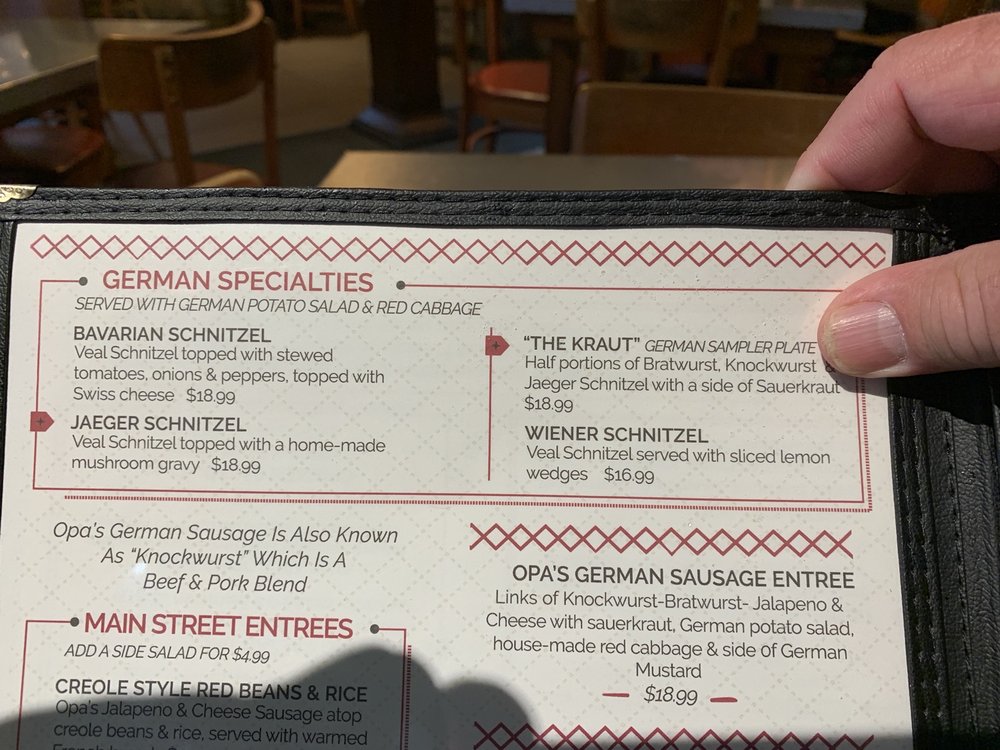 GERMAN SPECIALTIES
SERVED WITH GERMAN POTATO SALAD & RED CABBAGE
BAVARIAN SCHNITZEL
Veal Schnitzel topped with stewed
tomatoes, onions & peppers, topped with
Swiss cheese $18.99
JAEGER SCHNITZEL
Veal Schnitzel topped with a home-made
mushroom gravy $18.99
"THE KRAUT" GERMAN SAMPLER PLATE
Half portions of Bratwurst, Knockwurst &
Jaeger Schnitzel with a side of Sauerkraut
$18.99
WIENER SCHNITZEL
Veal Schnitzel served with sliced lemon
wedges $16.99
Opa's German Sausage Is Also Known
As "Knockwurst" Which Is A
Beef & Pork Blend
OPA'S GERMAN SAUSAGE ENTREE
Links of Knockwurst-Bratwurst- Jalapeno &
Cheese with sauerkraut, German potato salad,
house-made red cabbage & side of German
Mustard
$18.99
MAIN STREET ENTREES
ADD A SIDE SALAD FOR $4.99
CREOLE STYLE RED BEANS & RICE
Opa's Jalapeno & Cheese Sausage atop
creole beans & rice, served with warmed